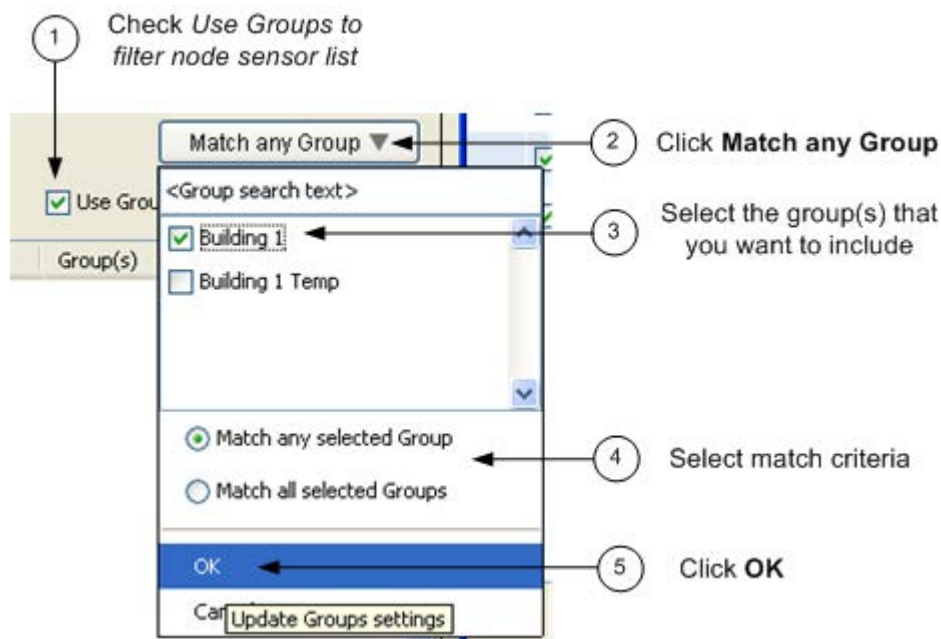 1
Check Use Groups to
filter node sensor list
Match any Group
2
Click Match any Group
Use Grou
<Group search text>
Building 1
3
Select the group(s) that
you want to include
Group(s)
Building 1 Temp
Match any selected Group
4
Select match criteria
Match all selected Groups
OK
5
Click OK
Update Groups settings